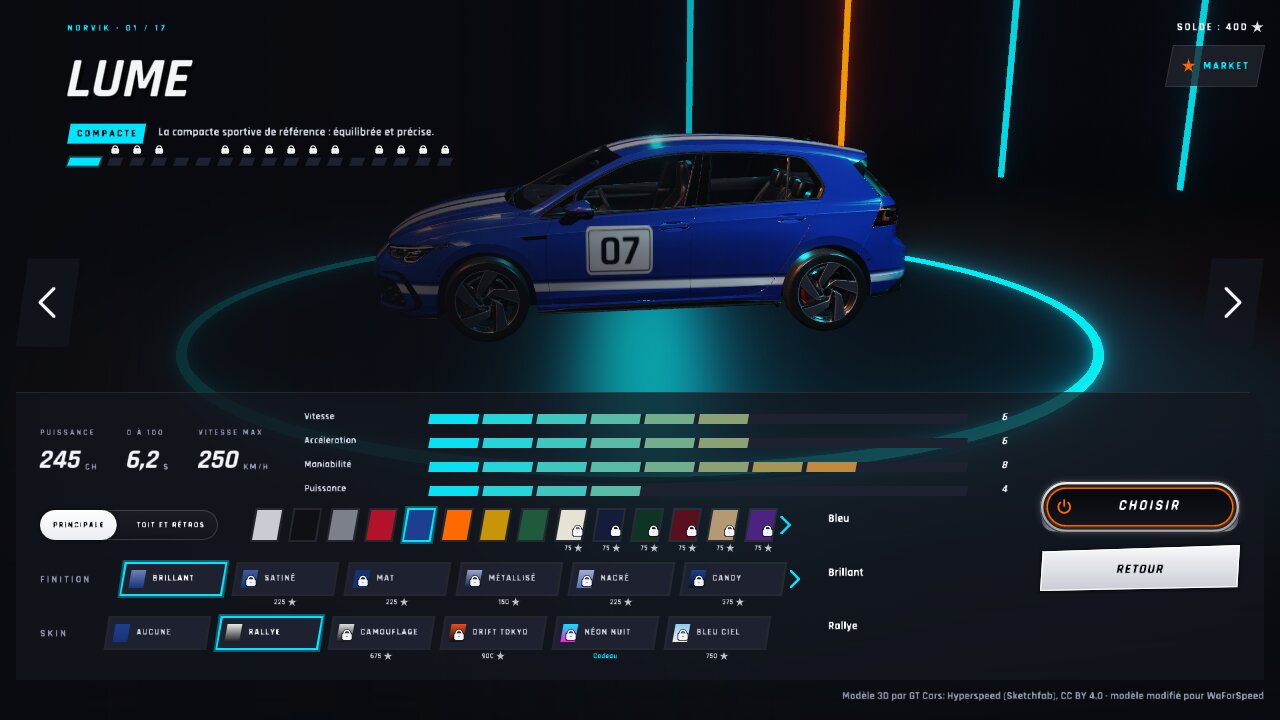 NORVIK · 01 / 17
SOLDE : 400 ★
LUME
MARKET
COMPACTE
La compacte sportive de référence : équilibrée et précise.
07
PUISSANCE
0 À 100
VITESSE MAX
245 CH
6,2 S
250 KM/H
Vitesse
6
Accélération
6
Maniabilité
8
Puissance
4
PRINCIPALE
TOIT ET RÉTROS
75 ★
75 ★
75 ★
75 ★
75 ★
75 ★
Bleu
CHOISIR
FINITION
BRILLANT
SATINÉ
MAT
MÉTALLISÉ
NACRÉ
CANDY
Brillant
225 ★
225 ★
150 ★
225 ★
375 ★
RETOUR
SKIN
AUCUNE
RALLYE
CAMOUFLAGE
DRIFT TOKYO
NÉON NUIT
BLEU CIEL
Rallye
675 ★
900 ★
Cadeau
750 ★
Modèle 3D par GT Cars: Hyperspeed (Sketchfab), CC BY 4.0 · modèle modifié pour WaForSpeed